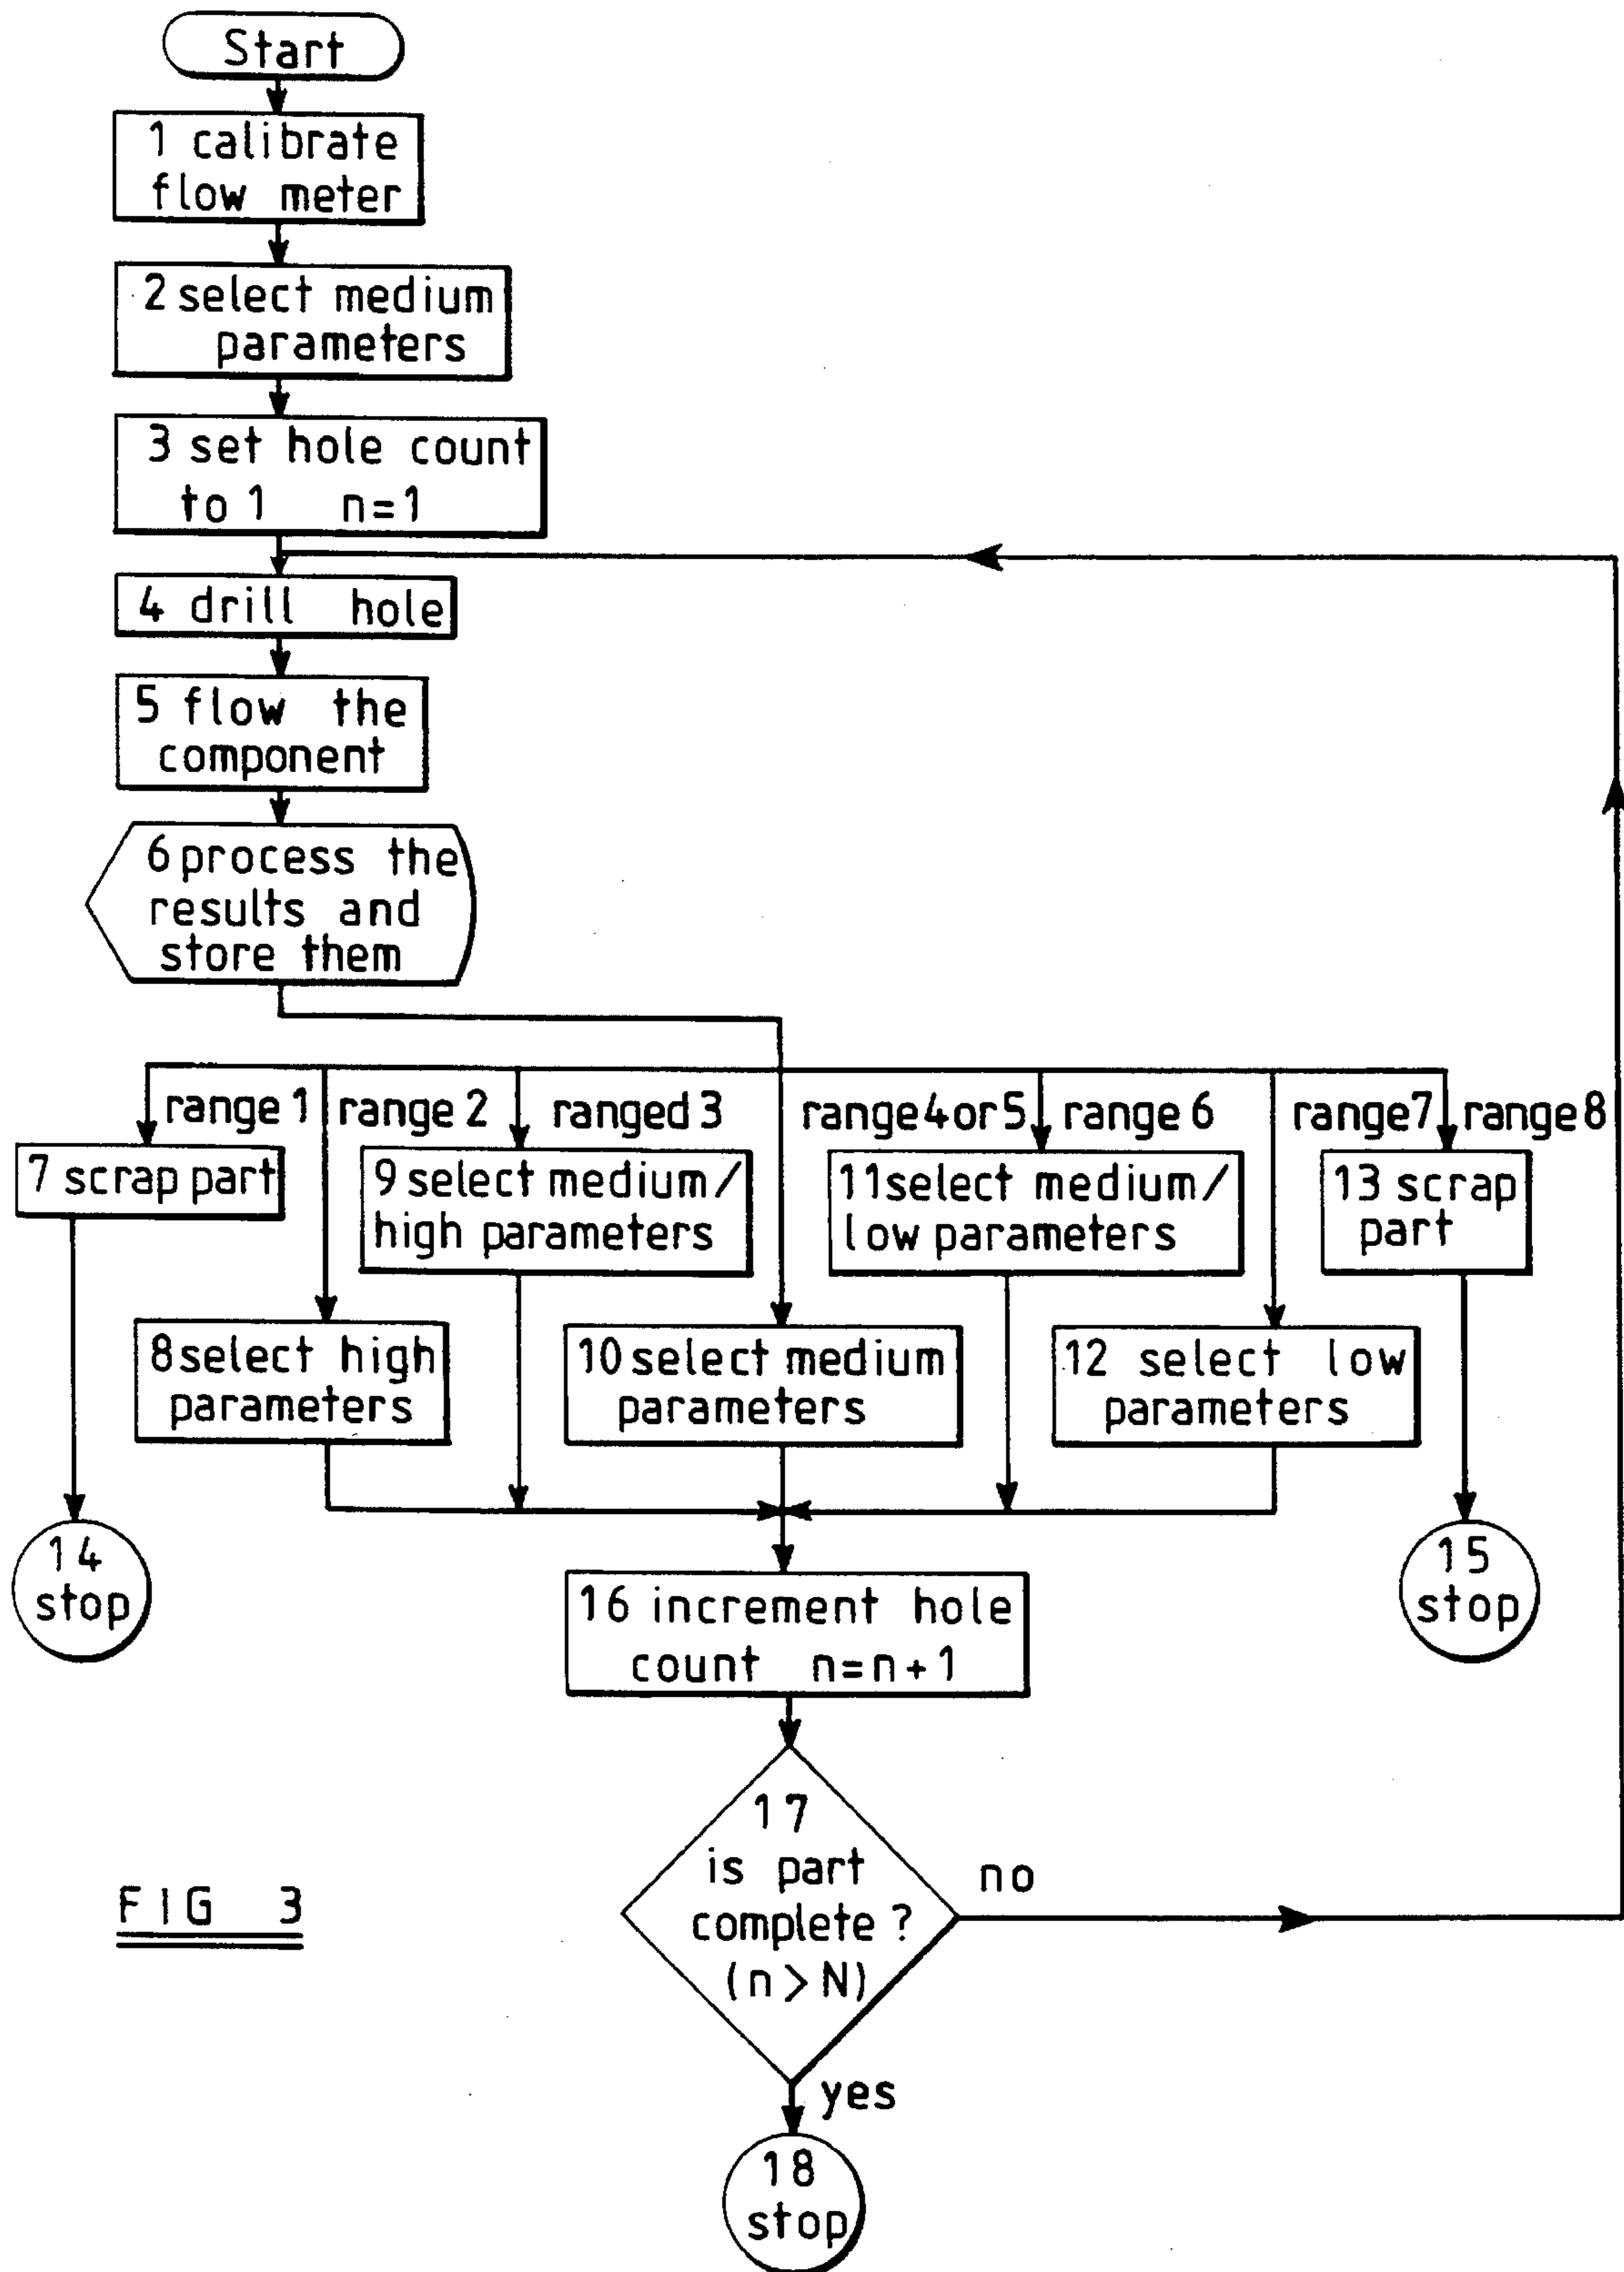 Start
1 calibrate
flow meter
2 select medium
parameters
3 set hole count
to 1 n=1
4 drill hole
5 flow the
component
6 process the
results and
store them
range 1
range 2
ranged 3
range 4 or 5
range 6
range 7
range 8
7 scrap part
9 select medium/
high parameters
11 select medium/
low parameters
13 scrap
part
8 select high
parameters
10 select medium
parameters
12 select low
parameters
14
stop
15
stop
16 increment hole
count n=n+1
17
is part
complete ?
(n>N)
no
yes
18
stop
FIG 3